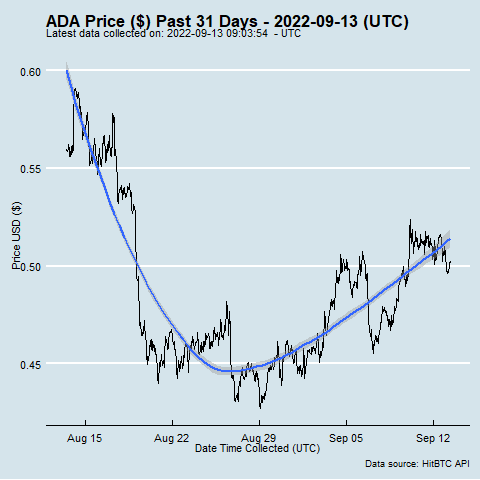 ADA Price ($) Past 31 Days - 2022-09-13 (UTC)
Latest data collected on: 2022-09-13 09:03:54 - UTC
0.60
0.55
0.50
0.45
Price USD ($)
Aug 15 Aug 22 Aug 29 Sep 05 Sep 12
Date Time Collected (UTC)
Data source: HitBTC API